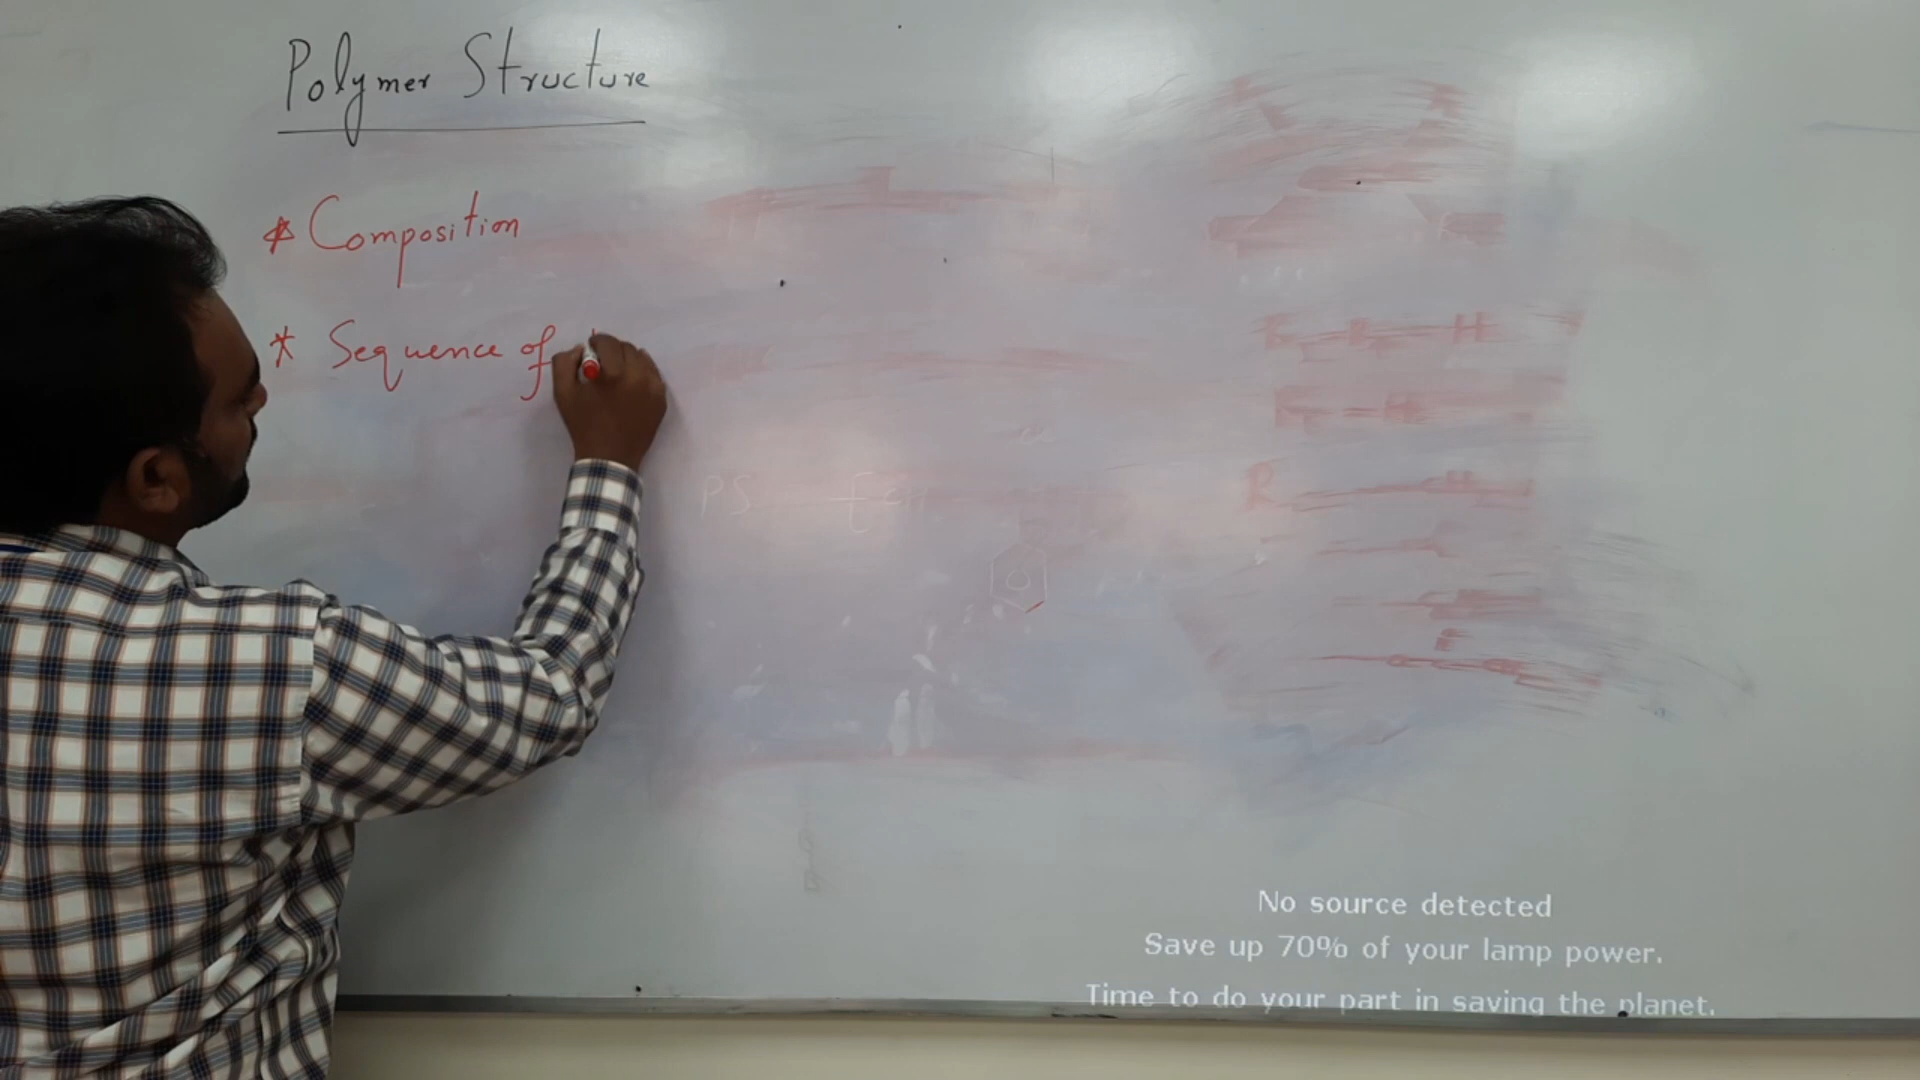 Polymer Structure
* Composition
* Sequence of
PS
R
No source detected
Save up 70% of your lamp power.
Time to do your part in saving the planet.